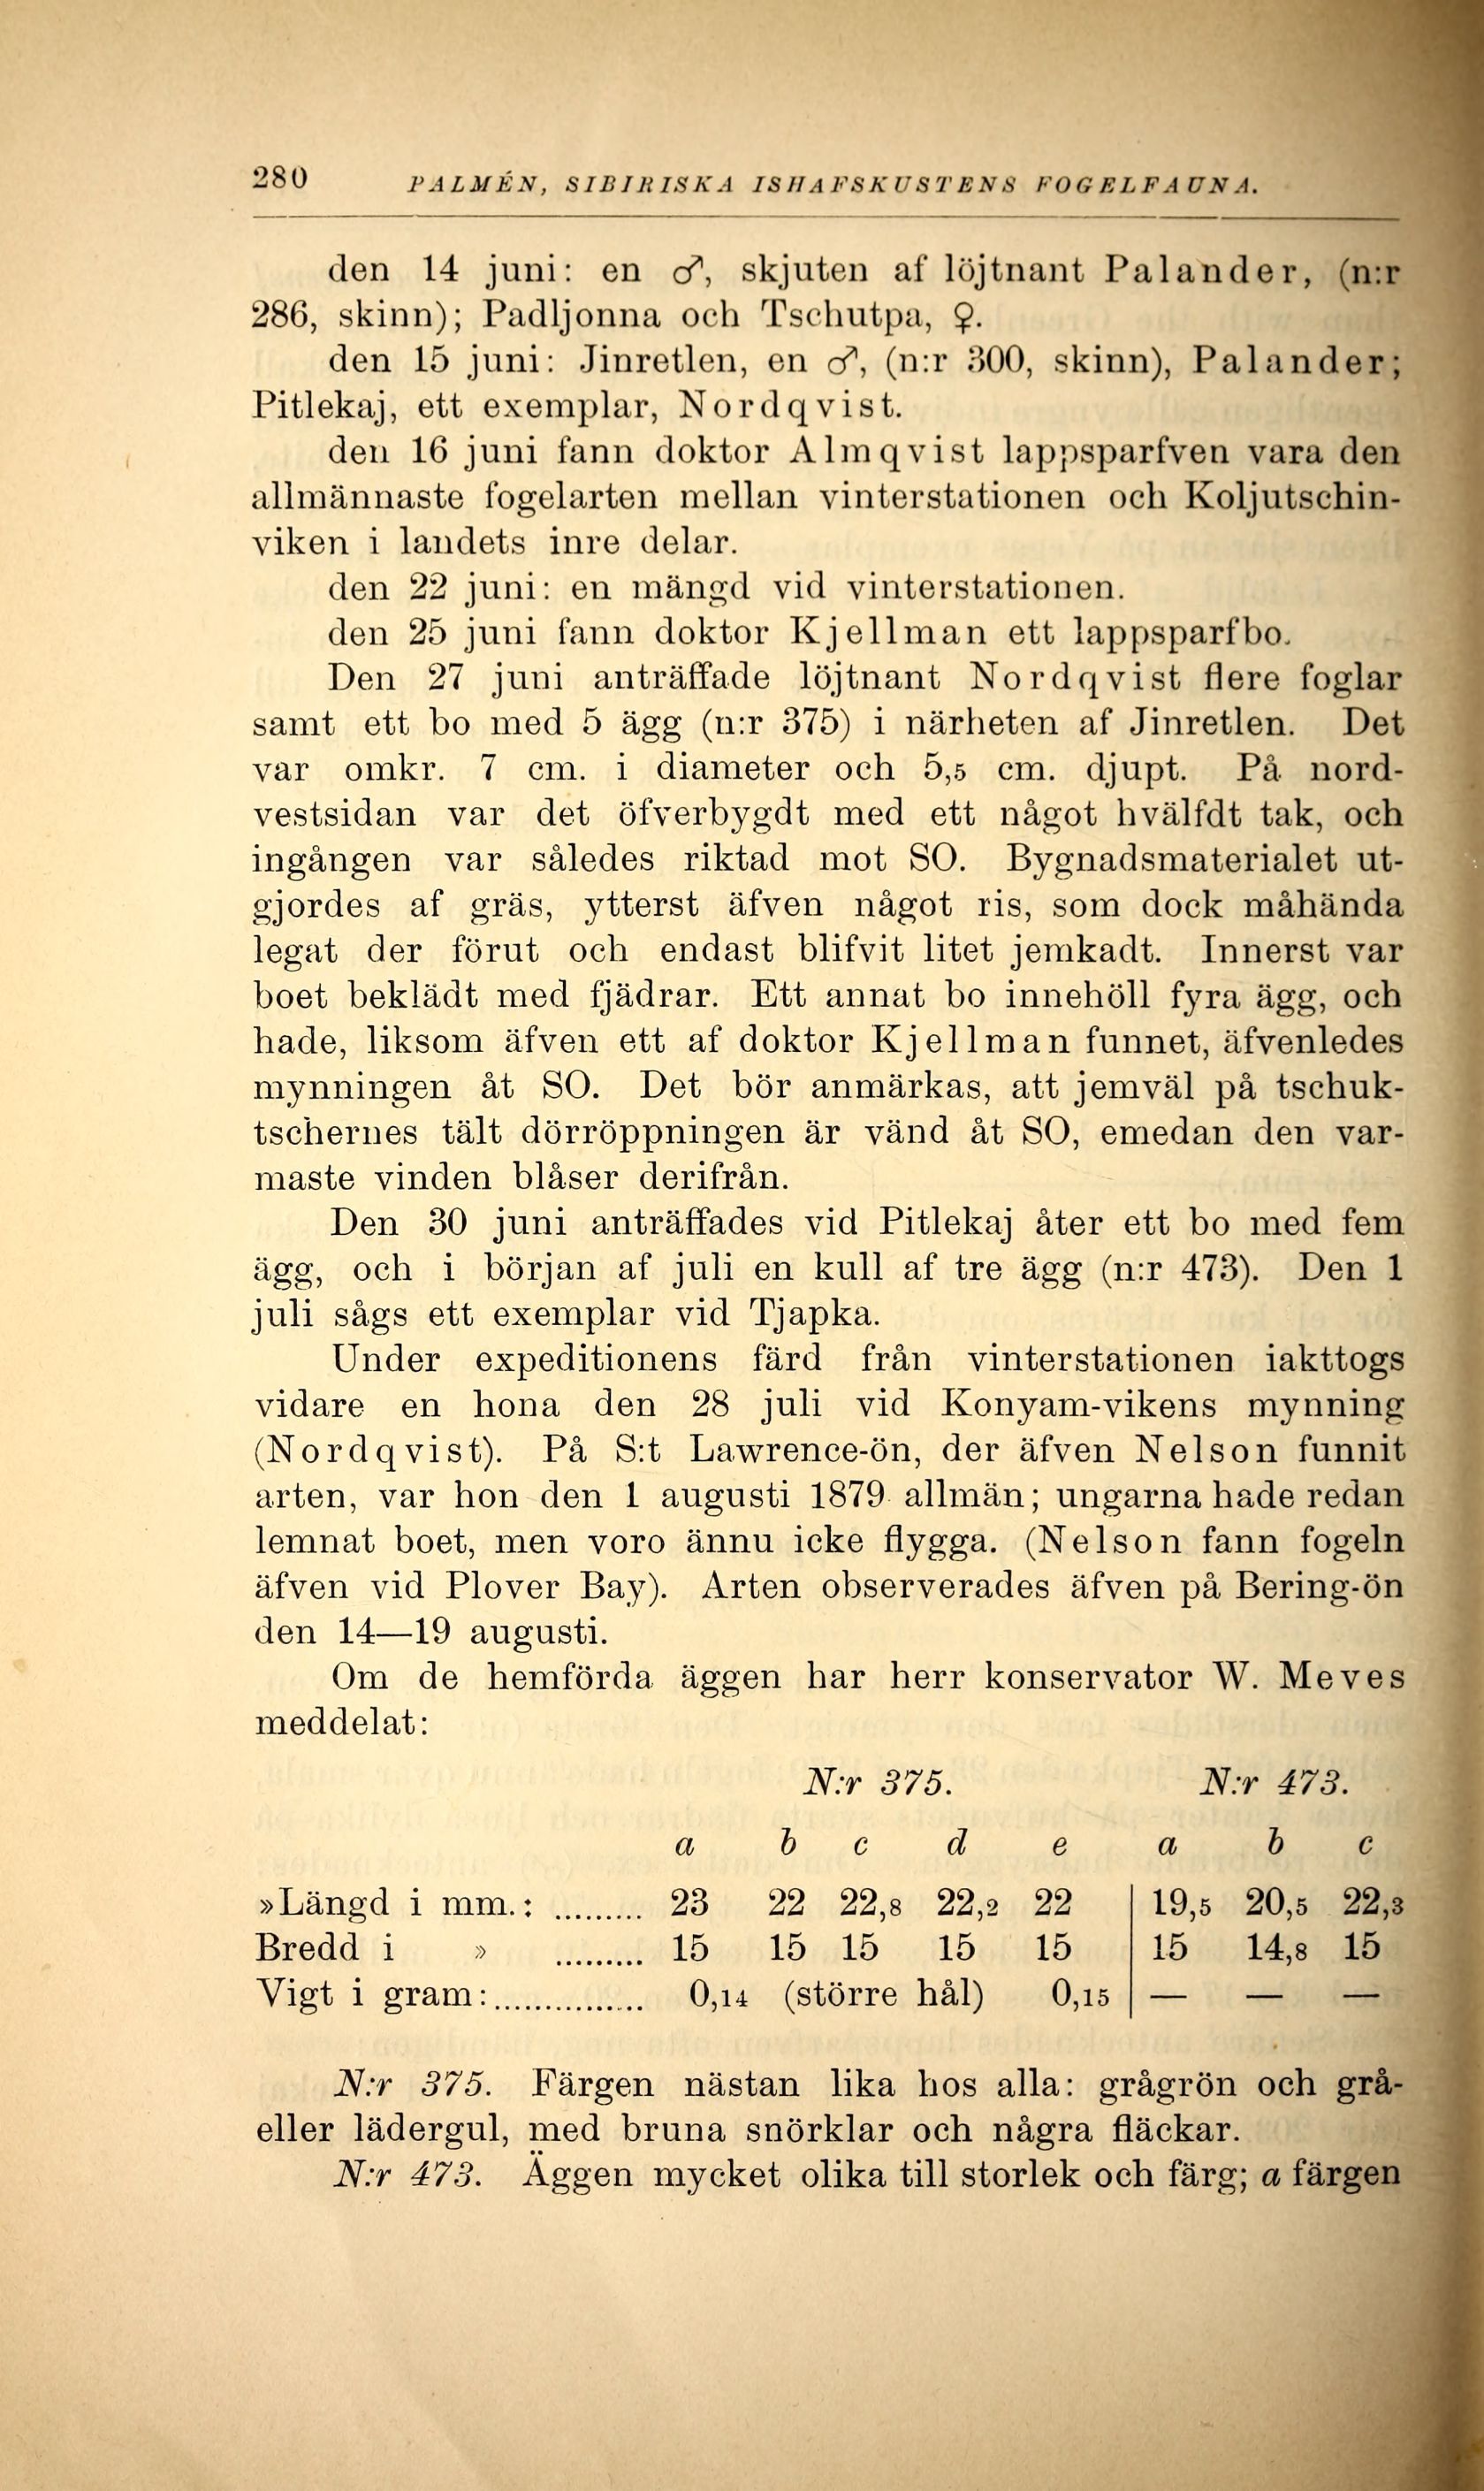 280 PALMÉN, SIBIRISKA ISHAFSKUSTENS FOGELFAUNA.
den 14 juni: en ♂, skjuten af löjtnant Palander, (n:r
286, skinn); Padljonna och Tschutpa, ♀.
den 15 juni: Jinretlen, en ♂, (n:r 300, skinn), Palander;
Pitlekaj, ett exemplar, Nordqvist.
den 16 juni fann doktor Almqvist lappsparfven vara den
allmännaste fogelarten mellan vinterstationen och Koljutschin-
viken i landets inre delar.
den 22 juni: en mängd vid vinterstationen.
den 25 juni fann doktor Kjellman ett lappsparfbo.
Den 27 juni anträffade löjtnant Nordqvist flere foglar
samt ett bo med 5 ägg (n:r 375) i närheten af Jinretlen. Det
var omkr. 7 cm. i diameter och 5,5 cm. djupt. På nord-
vestsidan var det öfverbygdt med ett något hvälfdt tak, och
ingången var således riktad mot SO. Bygnadsmaterialet ut-
gjordes af gräs, ytterst äfven något ris, som dock måhända
legat der förut och endast blifvit litet jemkadt. Innerst var
boet beklädt med fjädrar. Ett annat bo innehöll fyra ägg, och
hade, liksom äfven ett af doktor Kjellman funnet, äfvenledes
mynningen åt SO. Det bör anmärkas, att jemväl på tschuk-
tschernes tält dörröppningen är vänd åt SO, emedan den var-
maste vinden blåser derifrån.
Den 30 juni anträffades vid Pitlekaj åter ett bo med fem
ägg, och i början af juli en kull af tre ägg (n:r 473). Den 1
juli sågs ett exemplar vid Tjapka.
Under expeditionens färd från vinterstationen iakttogs
vidare en hona den 28 juli vid Konyam-vikens mynning
(Nordqvist). På S:t Lawrence-ön, der äfven Nelson funnit
arten, var hon den 1 augusti 1879 allmän; ungarna hade redan
lemnat boet, men voro ännu icke flygga. (Nelson fann fogeln
äfven vid Plover Bay). Arten observerades äfven på Bering-ön
den 14—19 augusti.
Om de hemförda äggen har herr konservator W. Meves
meddelat:
N:r 375. N:r 473.
a b c d e a b c
»Längd i mm.: ......... 23 22 22,8 22,2 22 19,5 20,5 22,3
Bredd i » ......... 15 15 15 15 15 15 14,8 15
Vigt i gram:............... 0,14 (större hål) 0,15 — — —
N:r 375. Färgen nästan lika hos alla: grågrön och grå-
eller lädergul, med bruna snörklar och några fläckar.
N:r 473. Äggen mycket olika till storlek och färg; a färgen